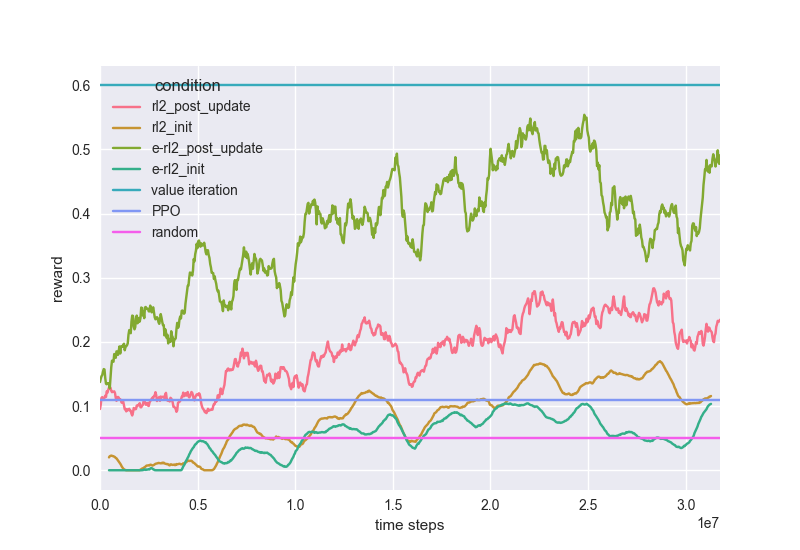 0.6
0.5
0.4
0.3
0.2
0.1
0.0
reward
condition
rl2_post_update
rl2_init
e-rl2_post_update
e-rl2_init
value iteration
PPO
random
0.0 0.5 1.0 1.5 2.0 2.5 3.0
1e7
time steps